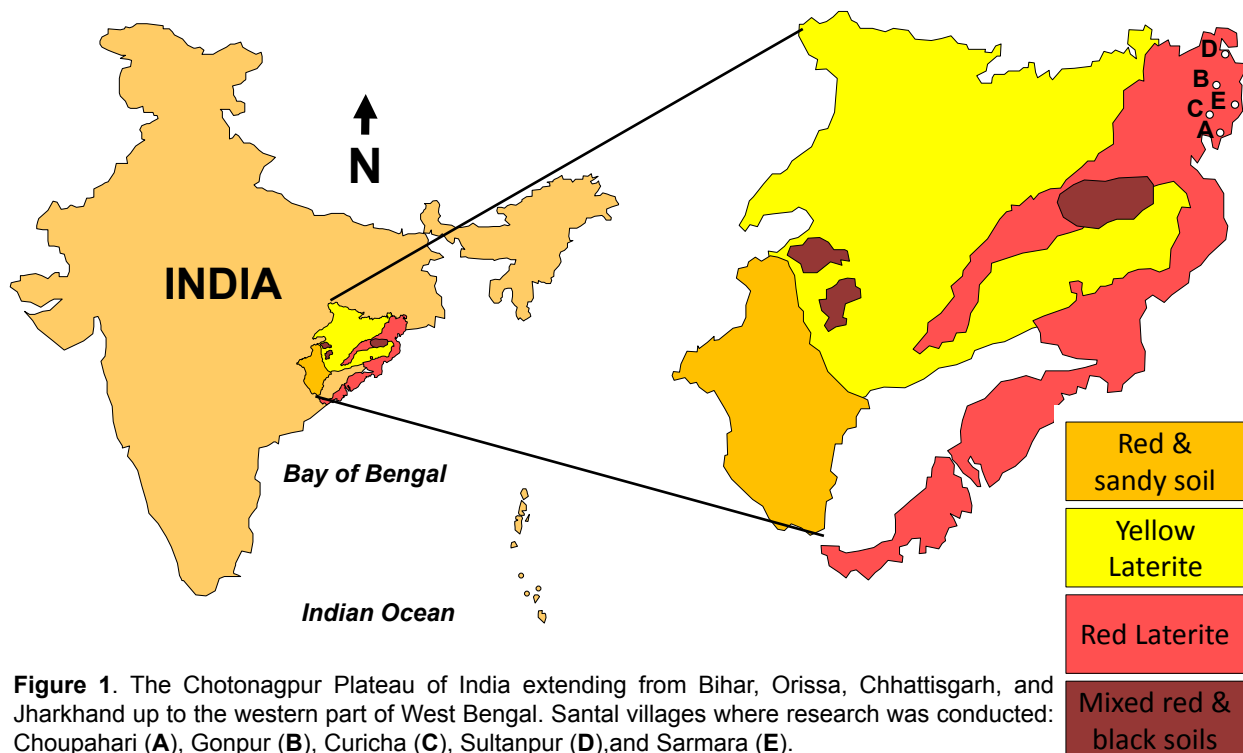 N
INDIA
Bay of Bengal
Indian Ocean
D
B
E
C
A
Red &
sandy soil
Yellow
Laterite
Red Laterite
Mixed red &
black soils
Figure 1. The Chotonagpur Plateau of India extending from Bihar, Orissa, Chhattisgarh, and
Jharkhand up to the western part of West Bengal. Santal villages where research was conducted:
Choupahari (A), Gonpur (B), Curicha (C), Sultanpur (D),and Sarmara (E).